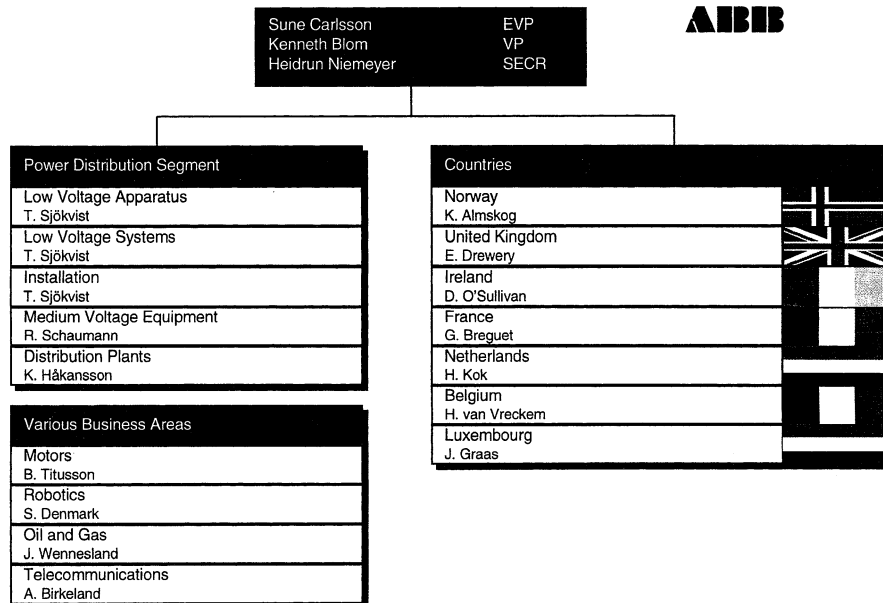 Sune Carlsson EVP
Kenneth Blom VP
Heidrun Niemeyer SECR
ABB
Power Distribution Segment
Low Voltage Apparatus
T. Sjökvist
Low Voltage Systems
T. Sjökvist
Installation
T. Sjökvist
Medium Voltage Equipment
R. Schaumann
Distribution Plants
K. Håkansson
Various Business Areas
Motors
B. Titusson
Robotics
S. Denmark
Oil and Gas
J. Wennesland
Telecommunications
A. Birkeland
Countries
Norway
K. Almskog
United Kingdom
E. Drewery
Ireland
D. O'Sullivan
France
G. Breguet
Netherlands
H. Kok
Belgium
H. van Vreckem
Luxembourg
J. Graas